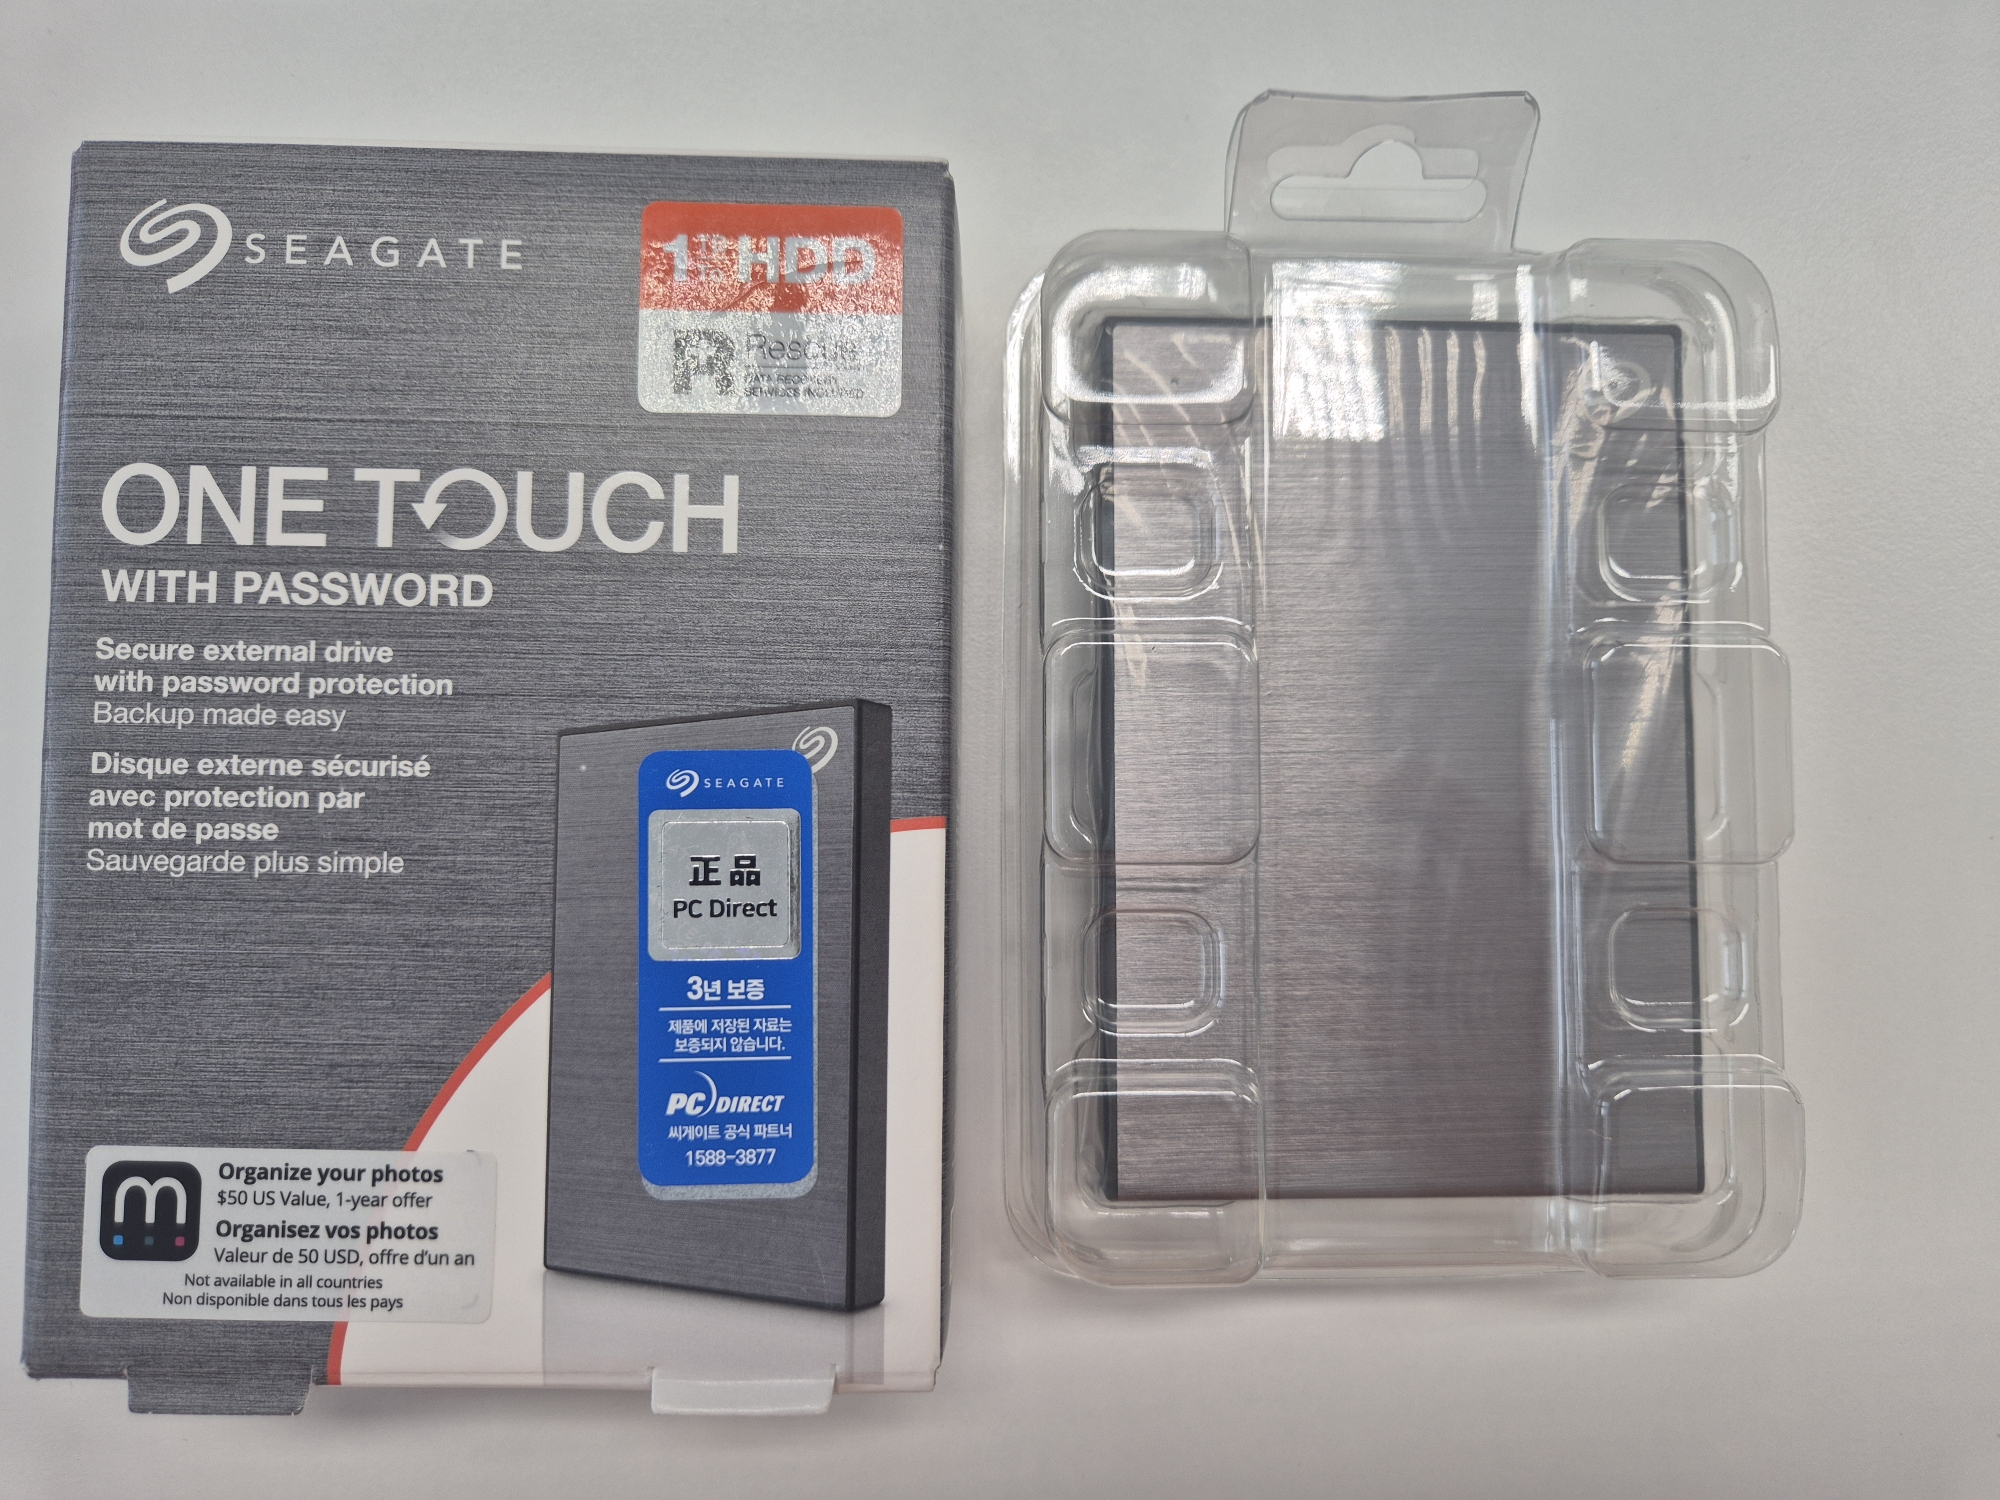 SEAGATE
1TB HDD
R Rescue
DATA RECOVERY
SERVICES INCLUDED
ONE TOUCH
WITH PASSWORD
Secure external drive
with password protection
Backup made easy
Disque externe sécurisé
avec protection par
mot de passe
Sauvegarde plus simple
SEAGATE
正品
PC Direct
3년 보증
제품에 저장된 자료는
보증되지 않습니다.
PC DIRECT
씨게이트 공식 파트너
1588-3877
m
Organize your photos
$50 US Value, 1-year offer
Organisez vos photos
Valeur de 50 USD, offre d'un an
Not available in all countries
Non disponible dans tous les pays